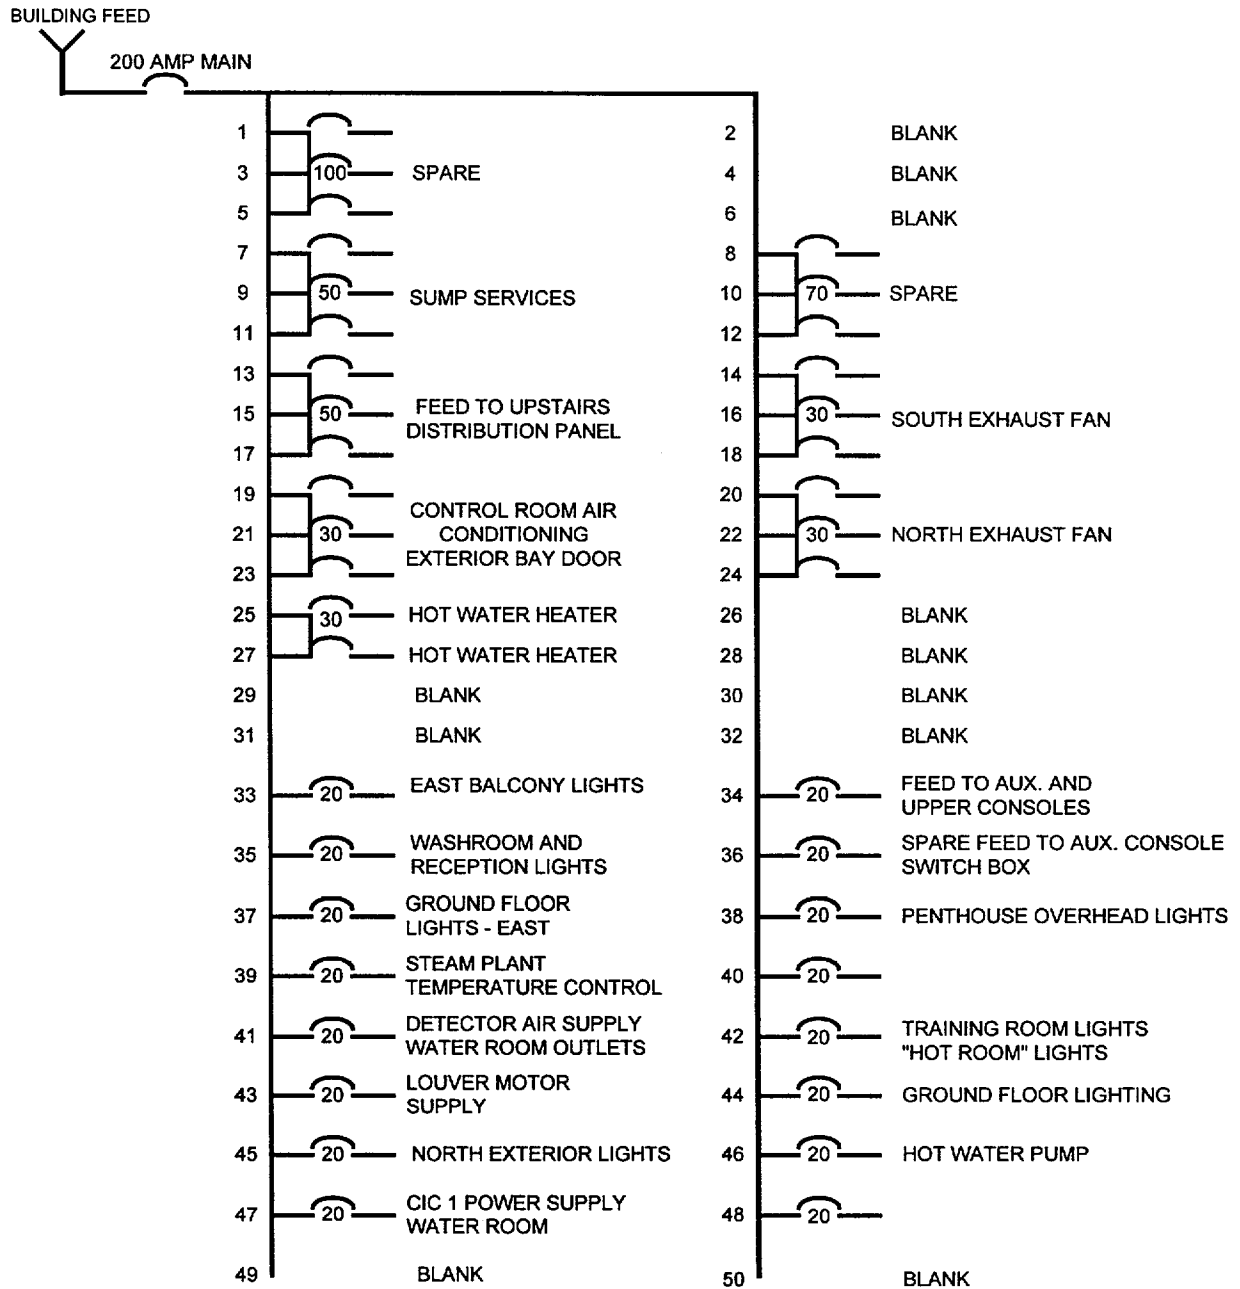 BUILDING FEED
200 AMP MAIN
1
3 100 SPARE
5
7
9 50 SUMP SERVICES
11
13
15 50 FEED TO UPSTAIRS
DISTRIBUTION PANEL
17
19
CONTROL ROOM AIR
21 30 CONDITIONING
EXTERIOR BAY DOOR
23
25 30 HOT WATER HEATER
27 HOT WATER HEATER
29 BLANK
31 BLANK
33 20 EAST BALCONY LIGHTS
35 20 WASHROOM AND
RECEPTION LIGHTS
37 20 GROUND FLOOR
LIGHTS - EAST
39 20 STEAM PLANT
TEMPERATURE CONTROL
41 20 DETECTOR AIR SUPPLY
WATER ROOM OUTLETS
43 20 LOUVER MOTOR
SUPPLY
45 20 NORTH EXTERIOR LIGHTS
47 20 CIC 1 POWER SUPPLY
WATER ROOM
49 BLANK
2 BLANK
4 BLANK
6 BLANK
8
10 70 SPARE
12
14
16 30 SOUTH EXHAUST FAN
18
20
22 30 NORTH EXHAUST FAN
24
26 BLANK
28 BLANK
30 BLANK
32 BLANK
34 20 FEED TO AUX. AND
UPPER CONSOLES
36 20 SPARE FEED TO AUX. CONSOLE
SWITCH BOX
38 20 PENTHOUSE OVERHEAD LIGHTS
40 20
42 20 TRAINING ROOM LIGHTS
"HOT ROOM" LIGHTS
44 20 GROUND FLOOR LIGHTING
46 20 HOT WATER PUMP
48 20
50 BLANK